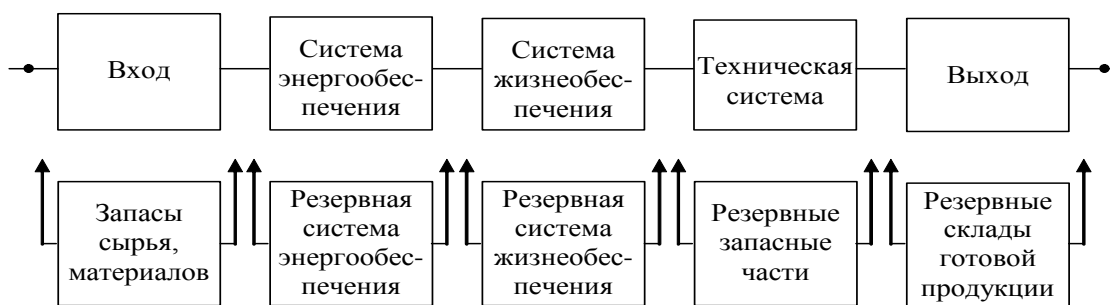 Вход
Система
энергообес-
печения
Система
жизнеобес-
печения
Техническая
система
Выход
Запасы
сырья,
материалов
Резервная
система
энергообес-
печения
Резервная
система
жизнеобес-
печения
Резервные
запасные
части
Резервные
склады
готовой
продукции